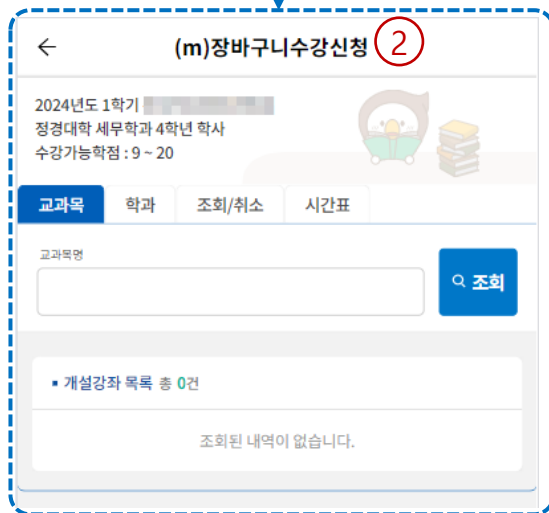 (m)장바구니수강신청 2
2024년도 1학기
정경대학 세무학과 4학년 학사
수강가능학점 : 9 ~ 20
교과목 학과 조회/취소 시간표
교과목명
조회
개설강좌 목록 총 0건
조회된 내역이 없습니다.